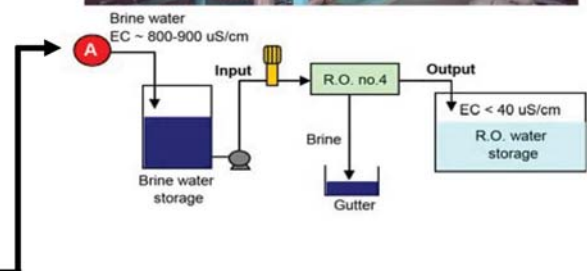 Brine water
EC ~ 800-900 uS/cm
A
Input
R.O. no.4
Output
EC < 40 uS/cm
R.O. water
storage
Brine
Brine water
storage
Gutter